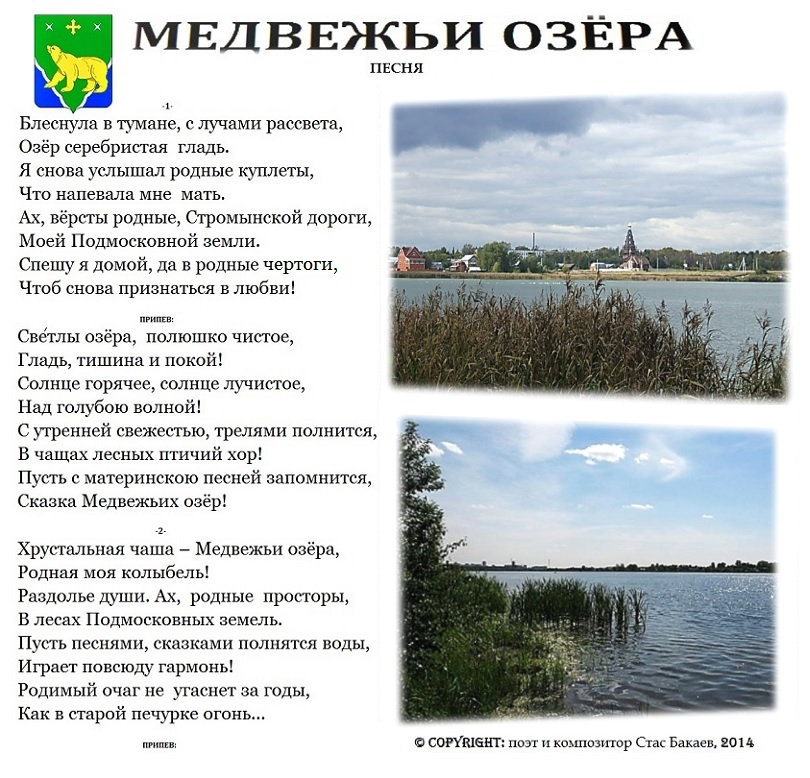 МЕДВЕЖЬИ ОЗЁРА
ПЕСНЯ
-1-
Блеснула в тумане, с лучами рассвета,
Озёр серебристая гладь.
Я снова услышал родные куплеты,
Что напевала мне мать.
Ах, вёрсты родные, Стромынской дороги,
Моей Подмосковной земли.
Спешу я домой, да в родные чертоги,
Чтоб снова признаться в любви!
ПРИПЕВ:
Све́тлы озёра, полюшко чистое,
Гладь, тишина и покой!
Солнце горячее, солнце лучистое,
Над голубою волной!
С утренней свежестью, трелями полнится,
В чащах лесных птичий хор!
Пусть с материнскою песней запомнится,
Сказка Медвежьих озёр!
-2-
Хрустальная чаша – Медвежьи озёра,
Родная моя колыбель!
Раздолье души. Ах, родные просторы,
В лесах Подмосковных земель.
Пусть песнями, сказками полнятся воды,
Играет повсюду гармонь!
Родимый очаг не угаснет за годы,
Как в старой печурке огонь...
ПРИПЕВ:
© COPYRIGHT: поэт и композитор Стас Бакаев, 2014